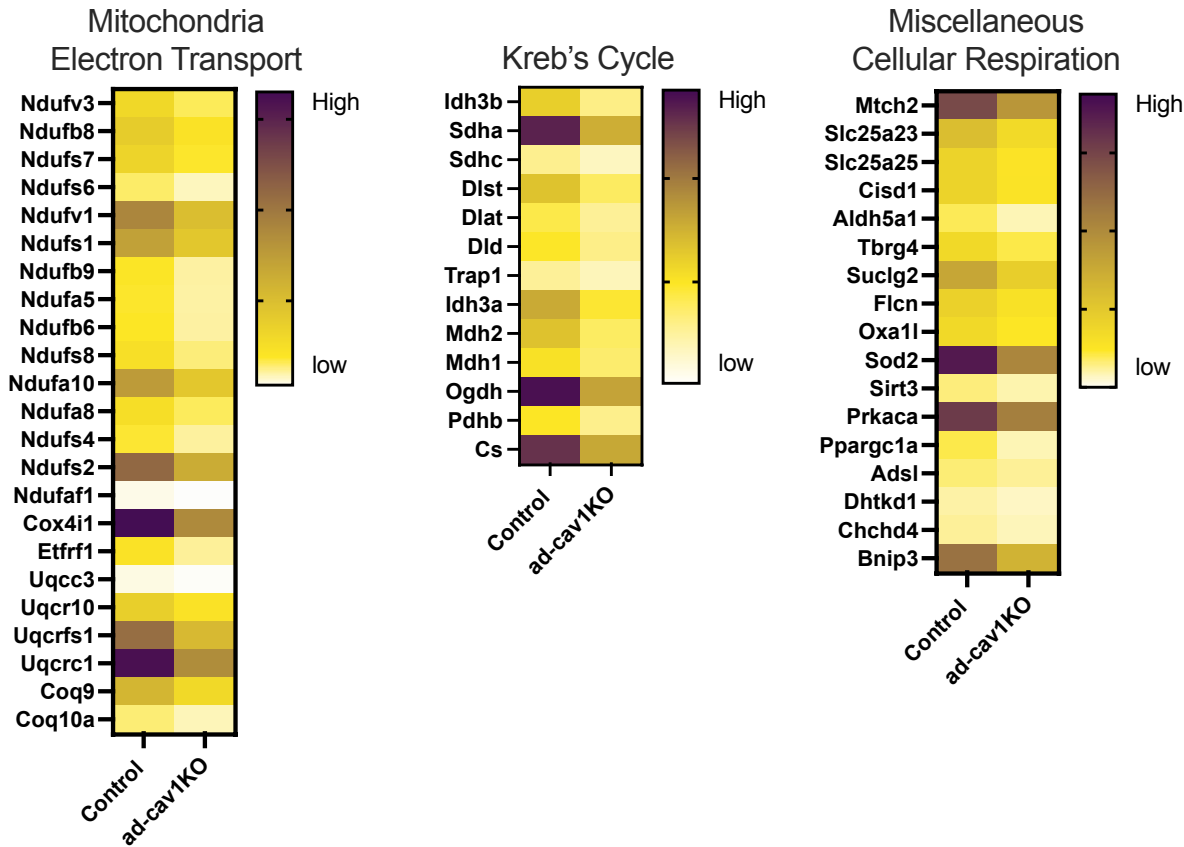 Mitochondria
Electron Transport
Ndufv3
Ndufb8
Ndufs7
Ndufs6
Ndufv1
Ndufs1
Ndufb9
Ndufa5
Ndufb6
Ndufs8
Ndufa10
Ndufa8
Ndufs4
Ndufs2
Ndufaf1
Cox4i1
Etfrf1
Uqcc3
Uqcr10
Uqcrfs1
Uqcrc1
Coq9
Coq10a
Control
ad-cav1KO
High
low
Kreb's Cycle
Idh3b
Sdha
Sdhc
Dlst
Dlat
Dld
Trap1
Idh3a
Mdh2
Mdh1
Ogdh
Pdhb
Cs
Control
ad-cav1KO
High
low
Miscellaneous
Cellular Respiration
Mtch2
Slc25a23
Slc25a25
Cisd1
Aldh5a1
Tbrg4
Suclg2
Flcn
Oxa1l
Sod2
Sirt3
Prkaca
Ppargc1a
Adsl
Dhtkd1
Chchd4
Bnip3
Control
ad-cav1KO
High
low